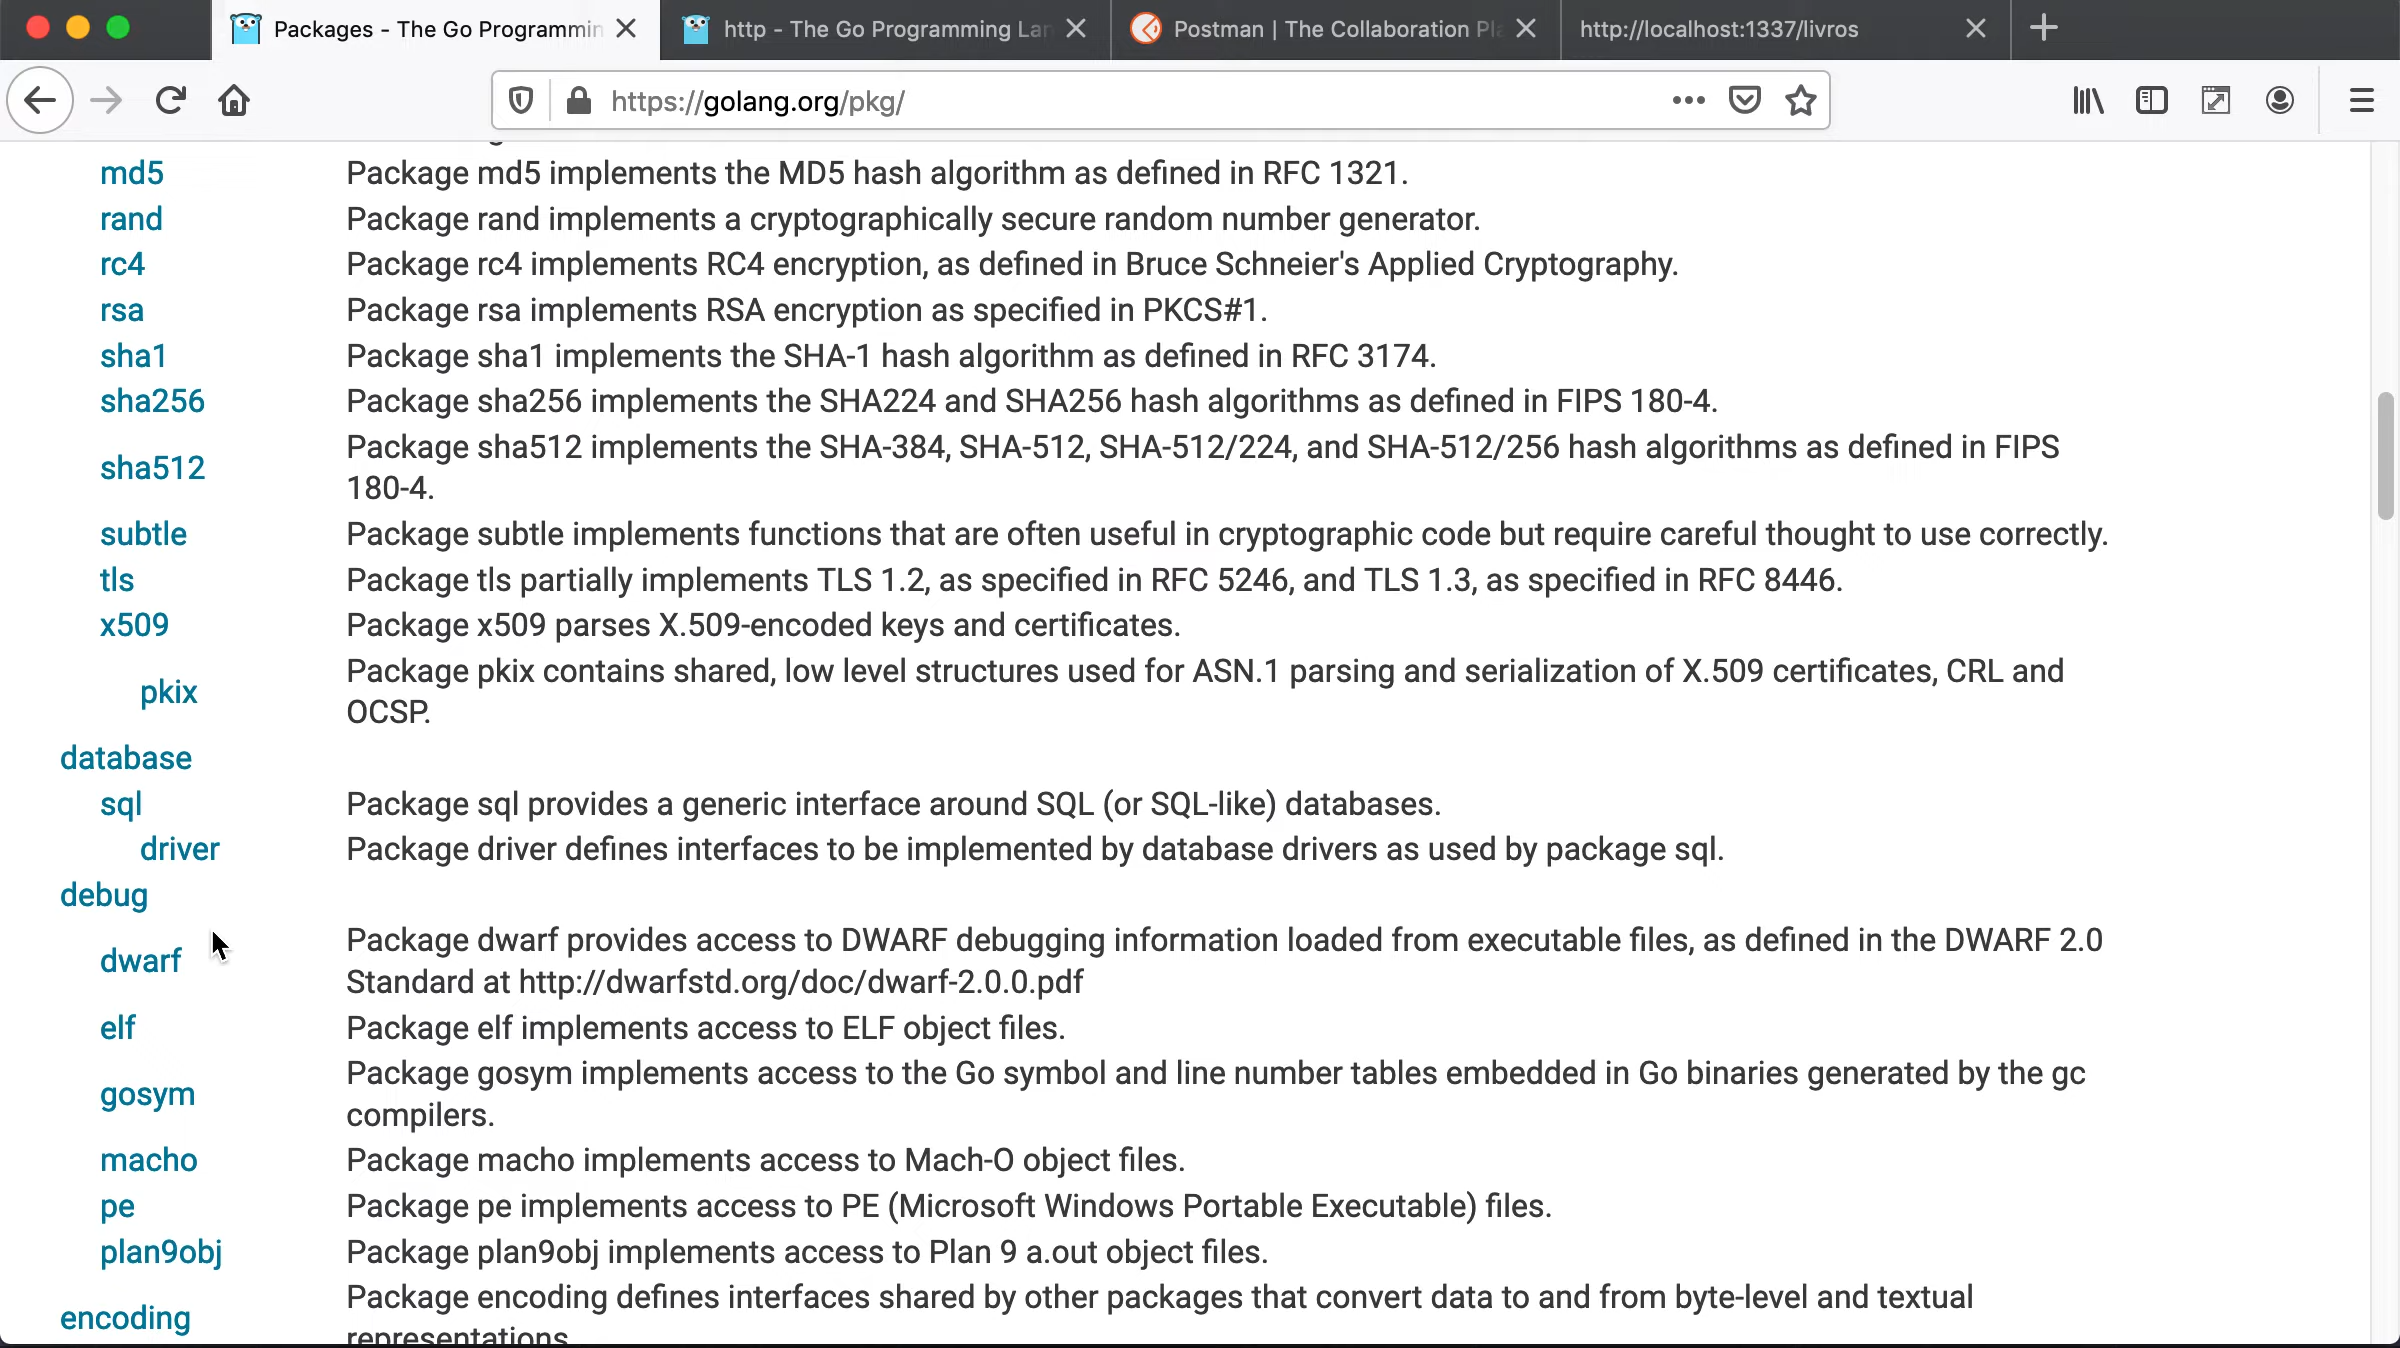 Packages - The Go Programmin
http - The Go Programming Lan
Postman | The Collaboration Pla
http://localhost:1337/livros
https://golang.org/pkg/
md5 Package md5 implements the MD5 hash algorithm as defined in RFC 1321.
rand Package rand implements a cryptographically secure random number generator.
rc4 Package rc4 implements RC4 encryption, as defined in Bruce Schneier's Applied Cryptography.
rsa Package rsa implements RSA encryption as specified in PKCS#1.
sha1 Package sha1 implements the SHA-1 hash algorithm as defined in RFC 3174.
sha256 Package sha256 implements the SHA224 and SHA256 hash algorithms as defined in FIPS 180-4.
sha512 Package sha512 implements the SHA-384, SHA-512, SHA-512/224, and SHA-512/256 hash algorithms as defined in FIPS
180-4.
subtle Package subtle implements functions that are often useful in cryptographic code but require careful thought to use correctly.
tls Package tls partially implements TLS 1.2, as specified in RFC 5246, and TLS 1.3, as specified in RFC 8446.
x509 Package x509 parses X.509-encoded keys and certificates.
pkix Package pkix contains shared, low level structures used for ASN.1 parsing and serialization of X.509 certificates, CRL and
OCSP.
database
sql Package sql provides a generic interface around SQL (or SQL-like) databases.
driver Package driver defines interfaces to be implemented by database drivers as used by package sql.
debug
dwarf Package dwarf provides access to DWARF debugging information loaded from executable files, as defined in the DWARF 2.0
Standard at http://dwarfstd.org/doc/dwarf-2.0.0.pdf
elf Package elf implements access to ELF object files.
gosym Package gosym implements access to the Go symbol and line number tables embedded in Go binaries generated by the gc
compilers.
macho Package macho implements access to Mach-O object files.
pe Package pe implements access to PE (Microsoft Windows Portable Executable) files.
plan9obj Package plan9obj implements access to Plan 9 a.out object files.
encoding Package encoding defines interfaces shared by other packages that convert data to and from byte-level and textual
representations.